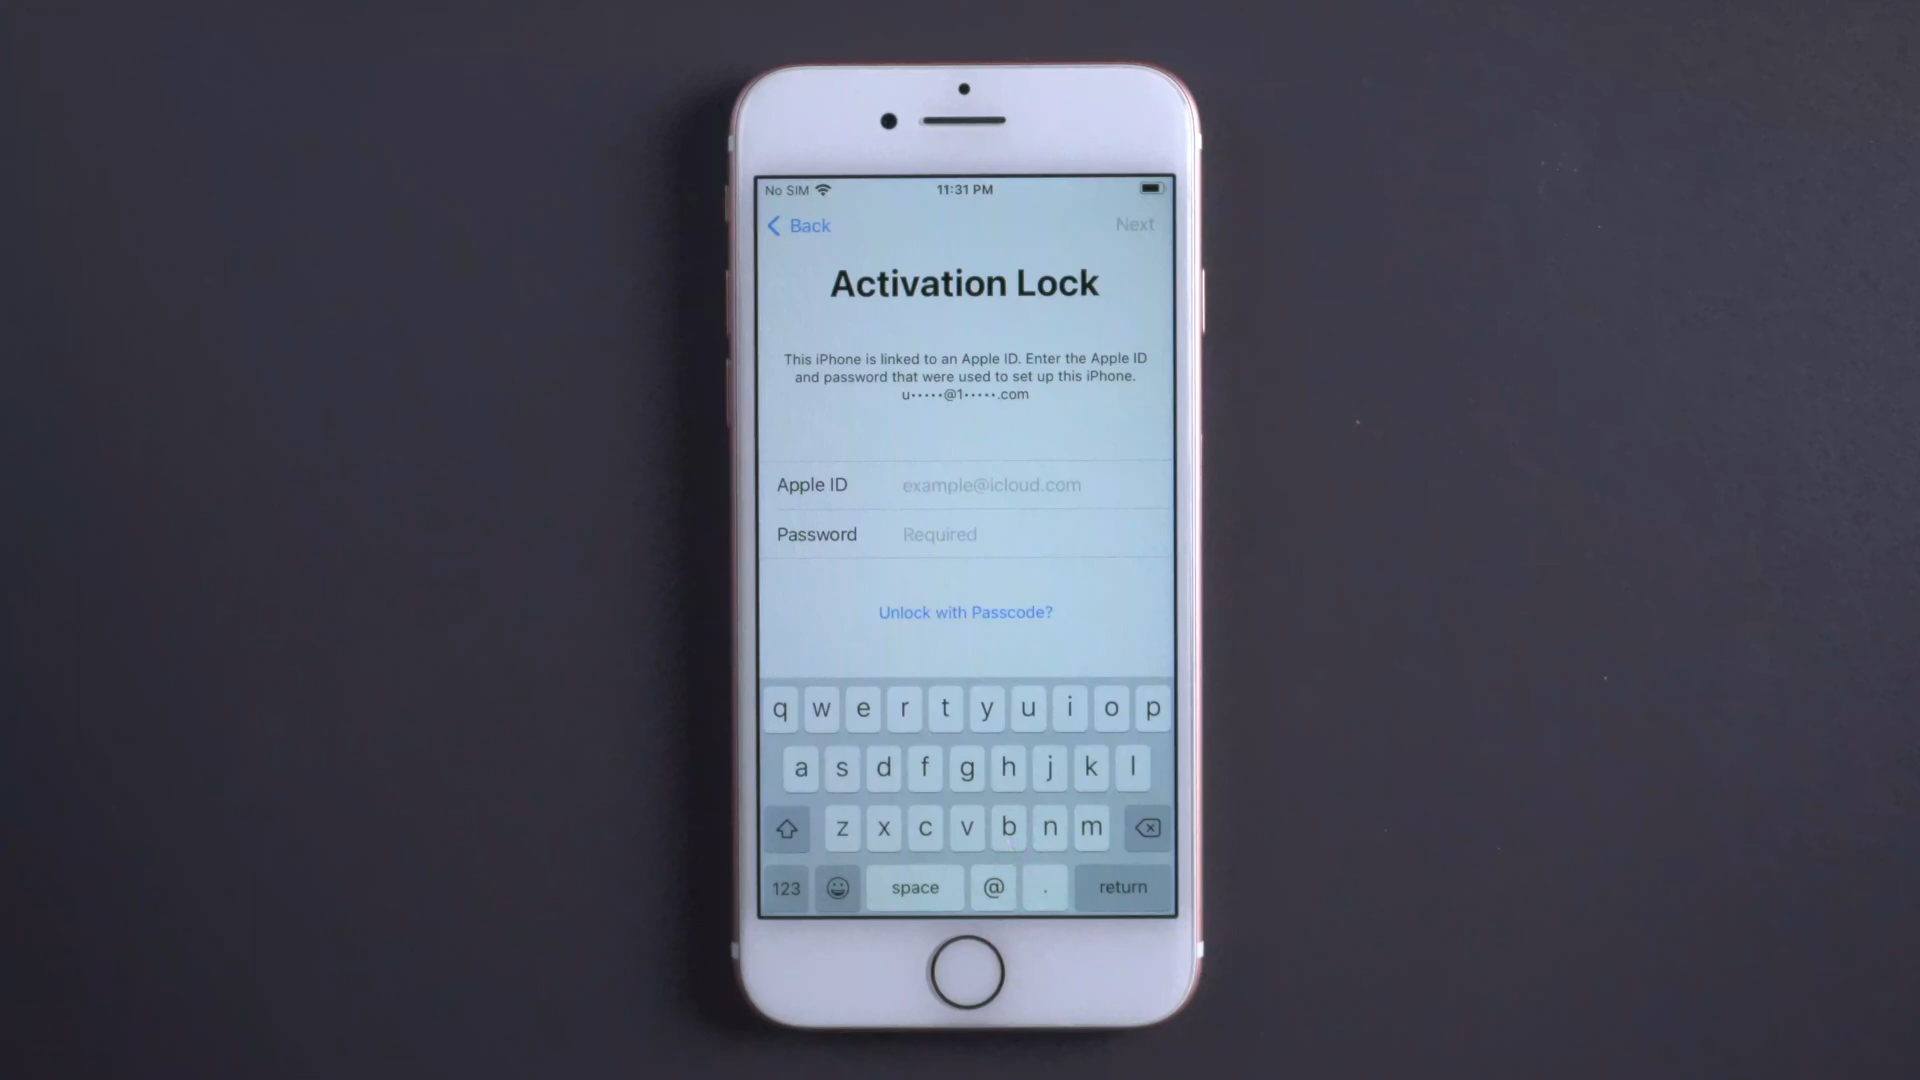 No SIM 11:31 PM
Back Next
Activation Lock
This iPhone is linked to an Apple ID. Enter the Apple ID
and password that were used to set up this iPhone.
u•••••@1•••••.com
Apple ID example@icloud.com
Password Required
Unlock with Passcode?
q w e r t y u i o p
a s d f g h j k l
z x c v b n m
123 space @ . return